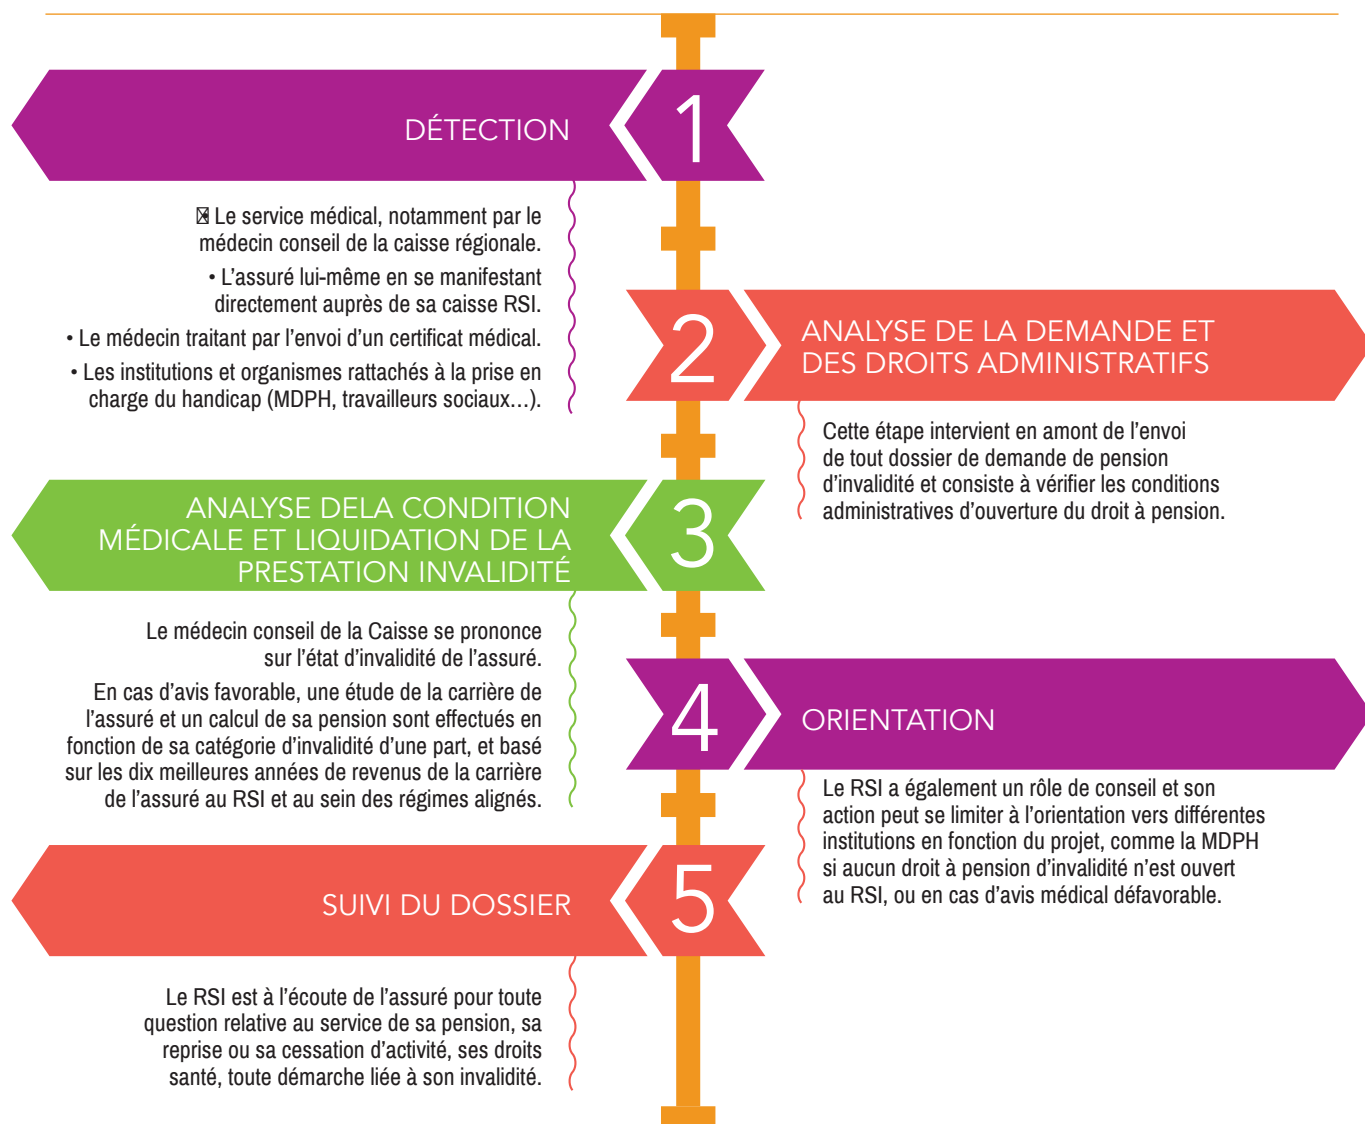 1
DÉTECTION
Le service médical, notamment par le
médecin conseil de la caisse régionale.
• L’assuré lui-même en se manifestant
directement auprès de sa caisse RSI.
• Le médecin traitant par l’envoi d’un certificat médical.
• Les institutions et organismes rattachés à la prise en
charge du handicap (MDPH, travailleurs sociaux…).
2
ANALYSE DE LA DEMANDE ET
DES DROITS ADMINISTRATIFS
Cette étape intervient en amont de l’envoi
de tout dossier de demande de pension
d’invalidité et consiste à vérifier les conditions
administratives d’ouverture du droit à pension.
3
ANALYSE DELA CONDITION
MÉDICALE ET LIQUIDATION DE LA
PRESTATION INVALIDITÉ
Le médecin conseil de la Caisse se prononce
sur l’état d’invalidité de l’assuré.
En cas d’avis favorable, une étude de la carrière de
l’assuré et un calcul de sa pension sont effectués en
fonction de sa catégorie d’invalidité d’une part, et basé
sur les dix meilleures années de revenus de la carrière
de l’assuré au RSI et au sein des régimes alignés.
4
ORIENTATION
Le RSI a également un rôle de conseil et son
action peut se limiter à l’orientation vers différentes
institutions en fonction du projet, comme la MDPH
si aucun droit à pension d’invalidité n’est ouvert
au RSI, ou en cas d’avis médical défavorable.
5
SUIVI DU DOSSIER
Le RSI est à l’écoute de l’assuré pour toute
question relative au service de sa pension, sa
reprise ou sa cessation d’activité, ses droits
santé, toute démarche liée à son invalidité.